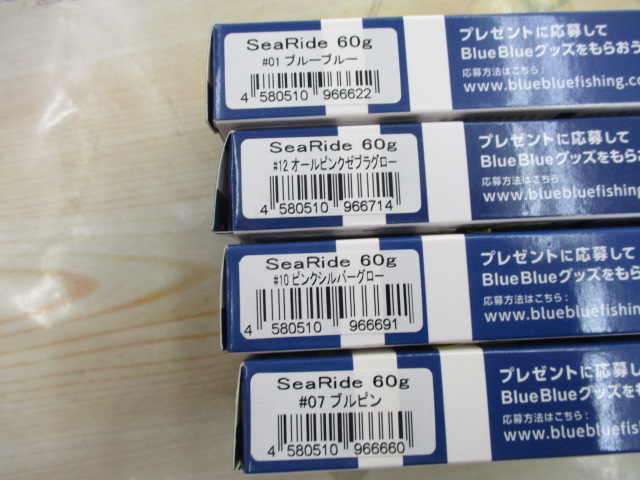 SeaRide 60g
#01 ブルーブルー
4 580510 966622
プレゼントに応募して
BlueBlueグッズをもらおう
応募方法はこちら:
www.bluebluefishing.co
SeaRide 60g
#12 オールピンクゼブラグロー
4 580510 966714
プレゼントに応募して
BlueBlueグッズをもらお
応募方法はこちら:
www.bluebluefishing.
SeaRide 60g
#10 ピンクシルバーグロー
4 580510 966691
プレゼントに応募して
BlueBlueグッズをもら
応募方法はこちら:
www.bluebluefishin
SeaRide 60g
#07 ブルピン
4 580510 966660
プレゼントに応募し
BlueBlueグッズをも
応募方法はこちら:
www.bluebluefish